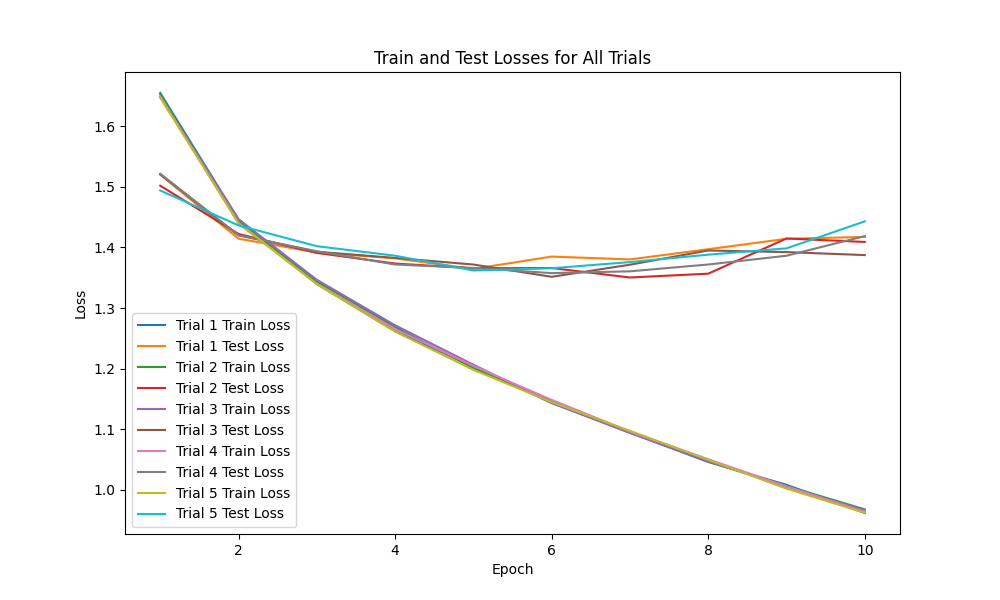 Train and Test Losses for All Trials
Loss
1.6
1.5
1.4
1.3
1.2
1.1
1.0
Trial 1 Train Loss
Trial 1 Test Loss
Trial 2 Train Loss
Trial 2 Test Loss
Trial 3 Train Loss
Trial 3 Test Loss
Trial 4 Train Loss
Trial 4 Test Loss
Trial 5 Train Loss
Trial 5 Test Loss
2 4 6 8 10
Epoch